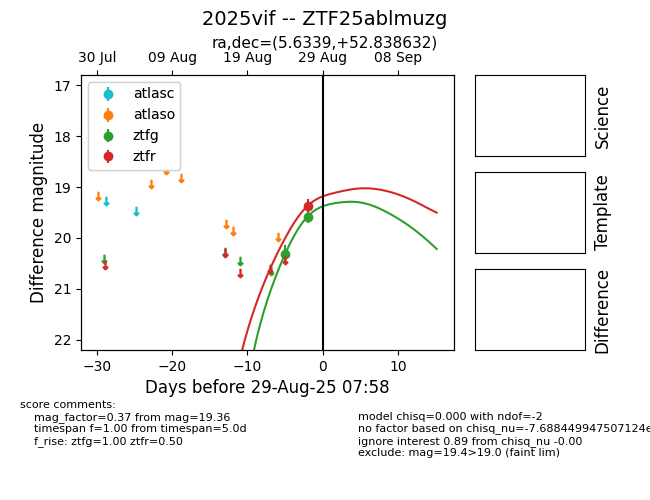 2025vif -- ZTF25ablmuzg
ra,dec=(5.6339,+52.838632)
30 Jul 09 Aug 19 Aug 29 Aug 08 Sep
17
18
19
20
21
22
Difference magnitude
atlasc
atlaso
ztfg
ztfr
−30 −20 −10 0 10
Days before 29-Aug-25 07:58
Science
Template
Difference
score comments:
mag_factor=0.37 from mag=19.36
timespan f=1.00 from timespan=5.0d
f_rise: ztfg=1.00 ztfr=0.50
model chisq=0.000 with ndof=-2
no factor based on chisq_nu=-7.688449947507124e
ignore interest 0.89 from chisq_nu -0.00
exclude: mag=19.4>19.0 (faint lim)